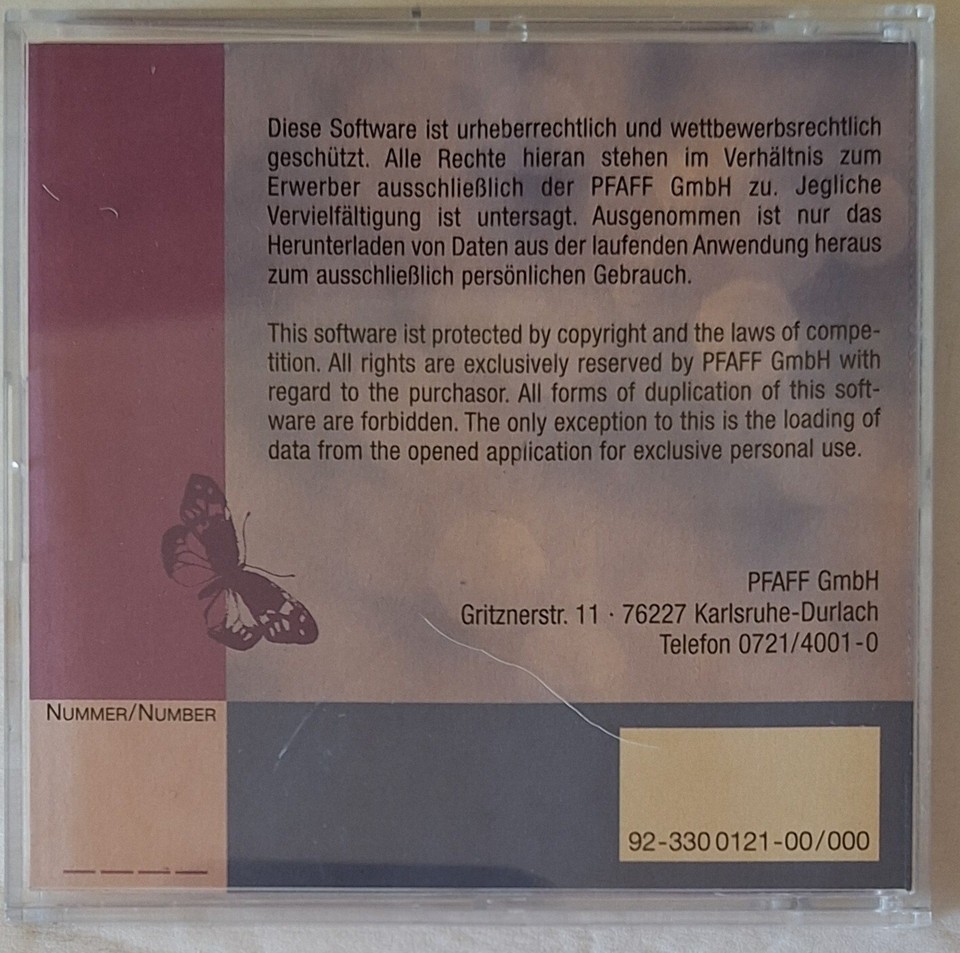 Diese Software ist urheberrechtlich und wettbewerbsrechtlich
geschützt. Alle Rechte hieran stehen im Verhältnis zum
Erwerber ausschließlich der PFAFF GmbH zu. Jegliche
Vervielfältigung ist untersagt. Ausgenommen ist nur das
Herunterladen von Daten aus der laufenden Anwendung heraus
zum ausschließlich persönlichen Gebrauch.
This software ist protected by copyright and the laws of compe-
tition. All rights are exclusively reserved by PFAFF GmbH with
regard to the purchasor. All forms of duplication of this soft-
ware are forbidden. The only exception to this is the loading of
data from the opened application for exclusive personal use.
PFAFF GmbH
Gritznerstr. 11 · 76227 Karlsruhe-Durlach
Telefon 0721/4001-0
NUMMER/NUMBER
92-330 0121-00/000